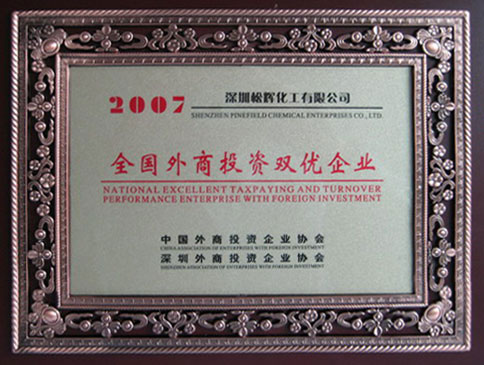 2007 深圳松辉化工有限公司
SHENZHEN PINEFIELD CHEMICAL ENTERPRISES CO., LTD.
全国外商投资双优企业
NATIONAL EXCELLENT TAXPAYING AND TURNOVER
PERFORMANCE ENTERPRISE WITH FOREIGN INVESTMENT
中国外商投资企业协会
CHINA ASSOCIATION OF ENTERPRISES WITH FOREIGN INVESTMENT
深圳外商投资企业协会
SHENZHEN ASSOCIATION OF ENTERPRISES WITH FOREIGN INVESTMENT